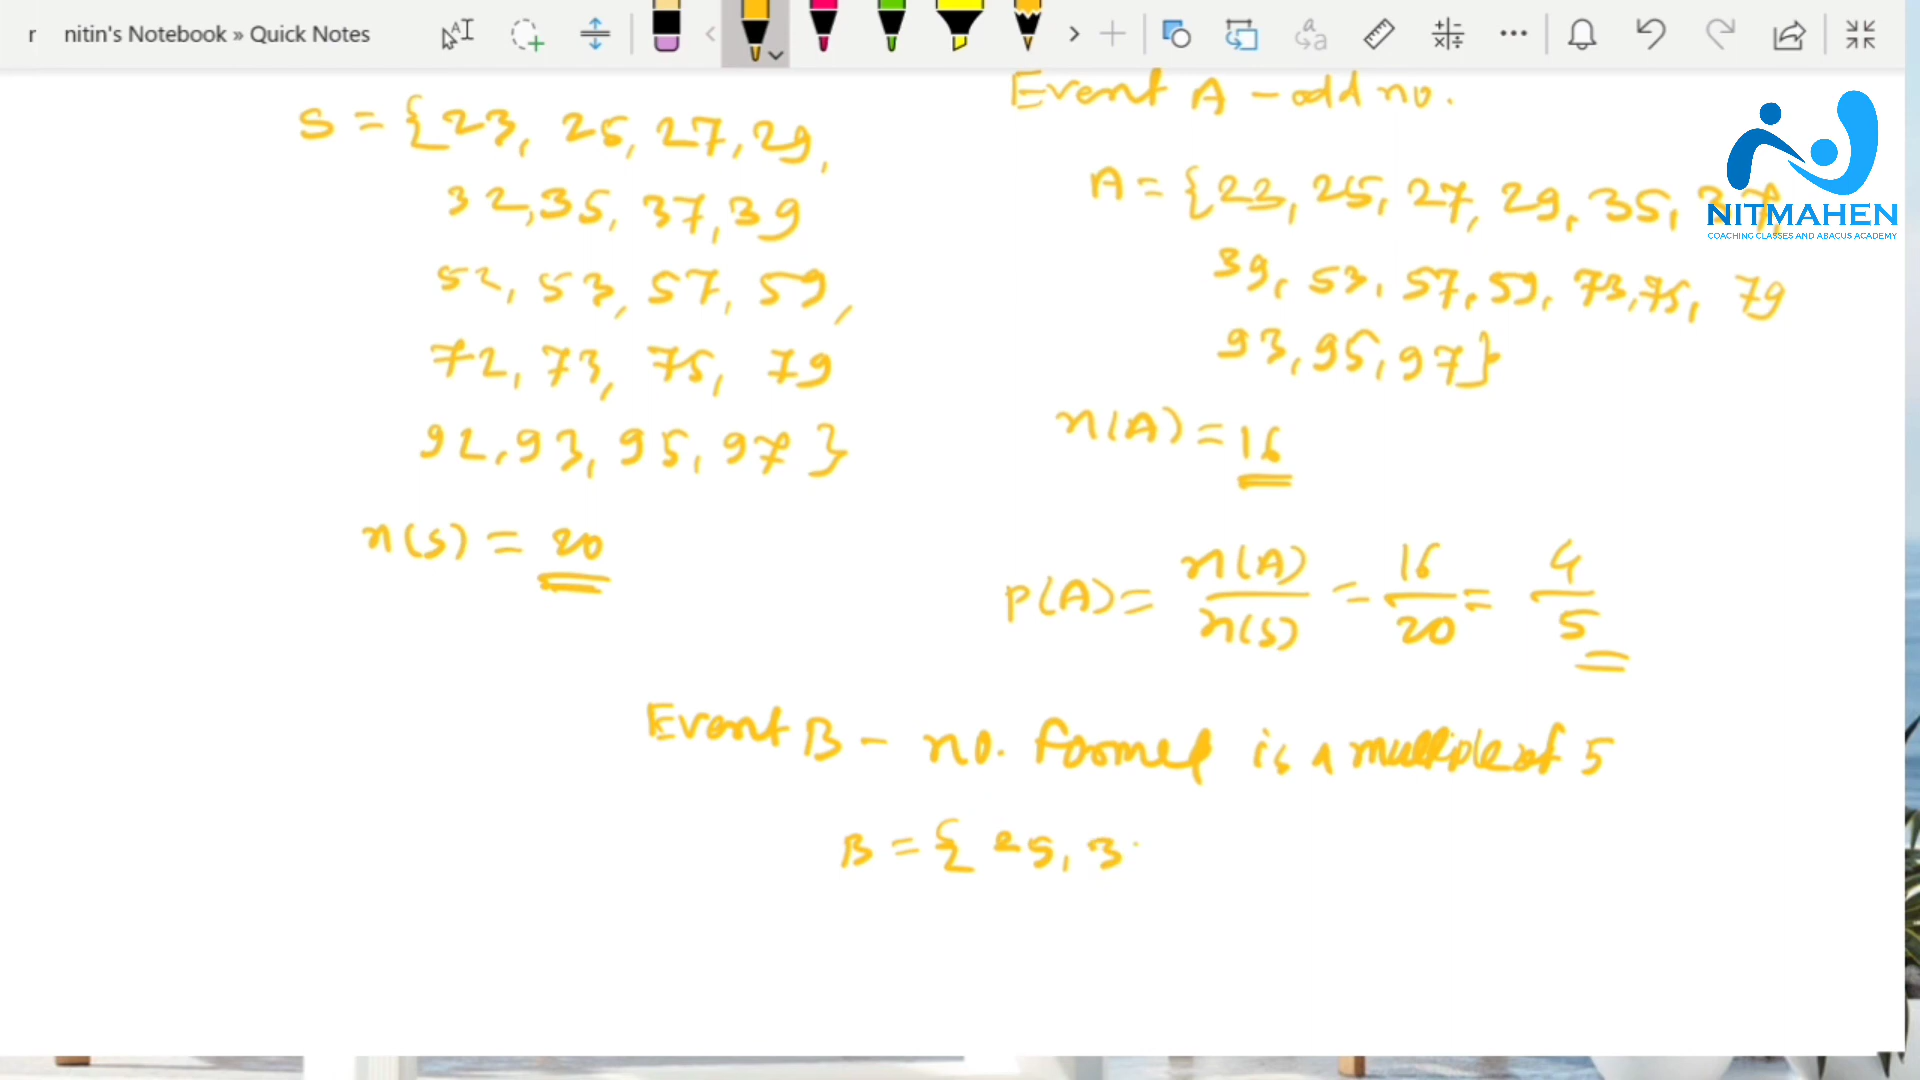 r nitin's Notebook » Quick Notes
S = {23, 25, 27, 29,
32, 35, 37, 39
52, 53, 57, 59,
72, 73, 75, 79
92, 93, 95, 97}
n(S) = 20
Event A - odd no.
A = {23, 25, 27, 29, 35, 37,
39, 53, 57, 59, 73, 75, 79
93, 95, 97}
n(A) = 16
P(A) = n(A)/n(S) = 16/20 = 4/5
Event B - no. formed is a multiple of 5
B = { 25, 3
NITMAHEN
COACHING CLASSES AND ABACUS ACADEMY